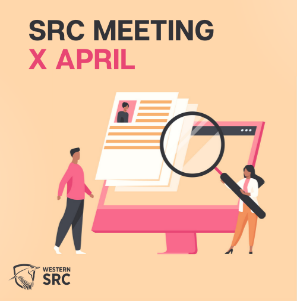 SRC MEETING
X APRIL
WESTERN
SRC